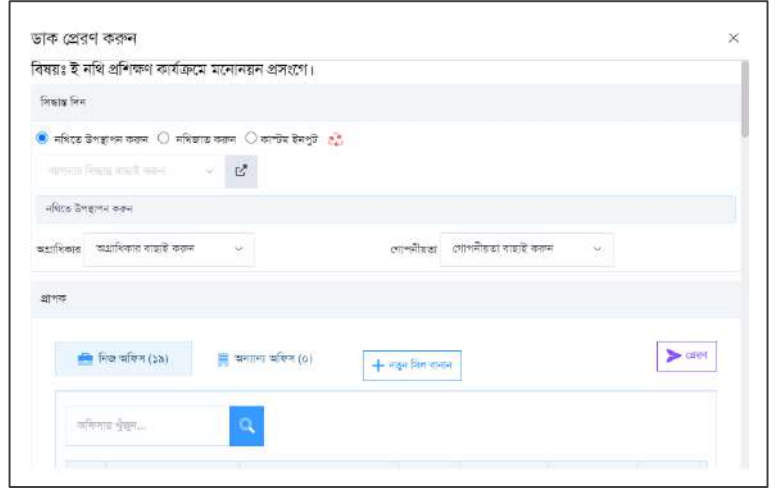 ডাক প্রেরণ করুন
বিষয়ঃ ই নথি প্রশিক্ষণ কার্যক্রমে মনোনয়ন প্রসংগে।
সিদ্ধান্ত দিন
নথিতে উপস্থাপন করুন নথিজাত করুন কাস্টম ইনপুট
আপনার সিদ্ধান্ত বাছাই করুন
নথিতে উপস্থাপন করুন
অগ্রাধিকার অগ্রাধিকার বাছাই করুন গোপনীয়তা গোপনীয়তা বাছাই করুন
প্রাপক
নিজ অফিস (১৯) অন্যান্য অফিস (০) নতুন সিল বানান প্রেরণ
অফিসার খুঁজুন...